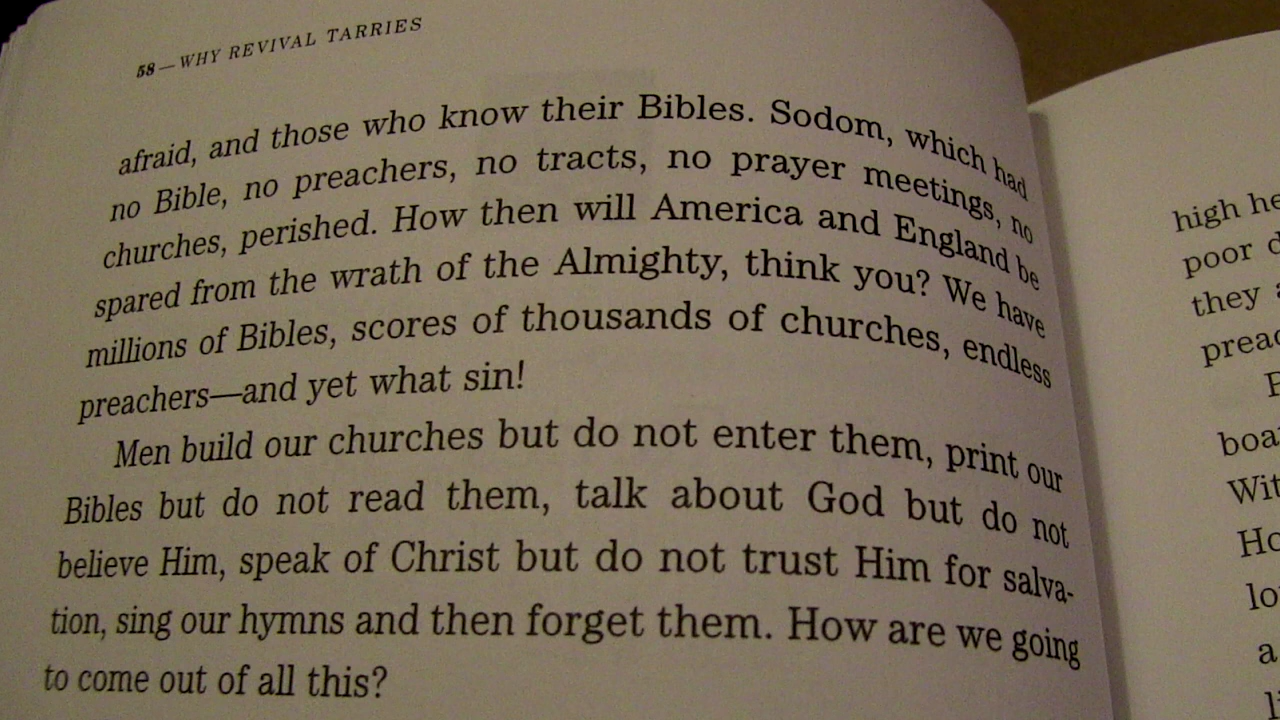 58—WHY REVIVAL TARRIES
afraid, and those who know their Bibles. Sodom, which had
no Bible, no preachers, no tracts, no prayer meetings, no
churches, perished. How then will America and England be
spared from the wrath of the Almighty, think you? We have
millions of Bibles, scores of thousands of churches, endless
preachers—and yet what sin!
Men build our churches but do not enter them, print our
Bibles but do not read them, talk about God but do not
believe Him, speak of Christ but do not trust Him for salva-
tion, sing our hymns and then forget them. How are we going
to come out of all this?
high
poor
they